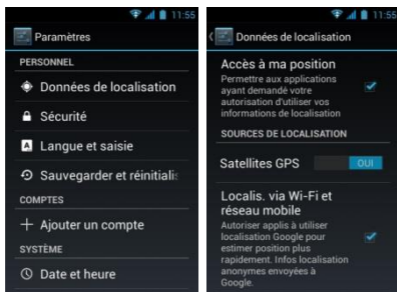 11:55
Paramètres
PERSONNEL
Données de localisation
Sécurité
A Langue et saisie
Sauvegarder et réinitialis
COMPTES
Ajouter un compte
SYSTÈME
Date et heure
11:55
Données de localisation
Accès à ma position
Permettre aux applications
ayant demandé votre
autorisation d'utiliser vos
informations de localisation
SOURCES DE LOCALISATION
Satellites GPS OUI
Localis. via Wi-Fi et
réseau mobile
Autoriser applis à utiliser
localisation Google pour
estimer position plus
rapidement. Infos localisation
anonymes envoyées à
Google.